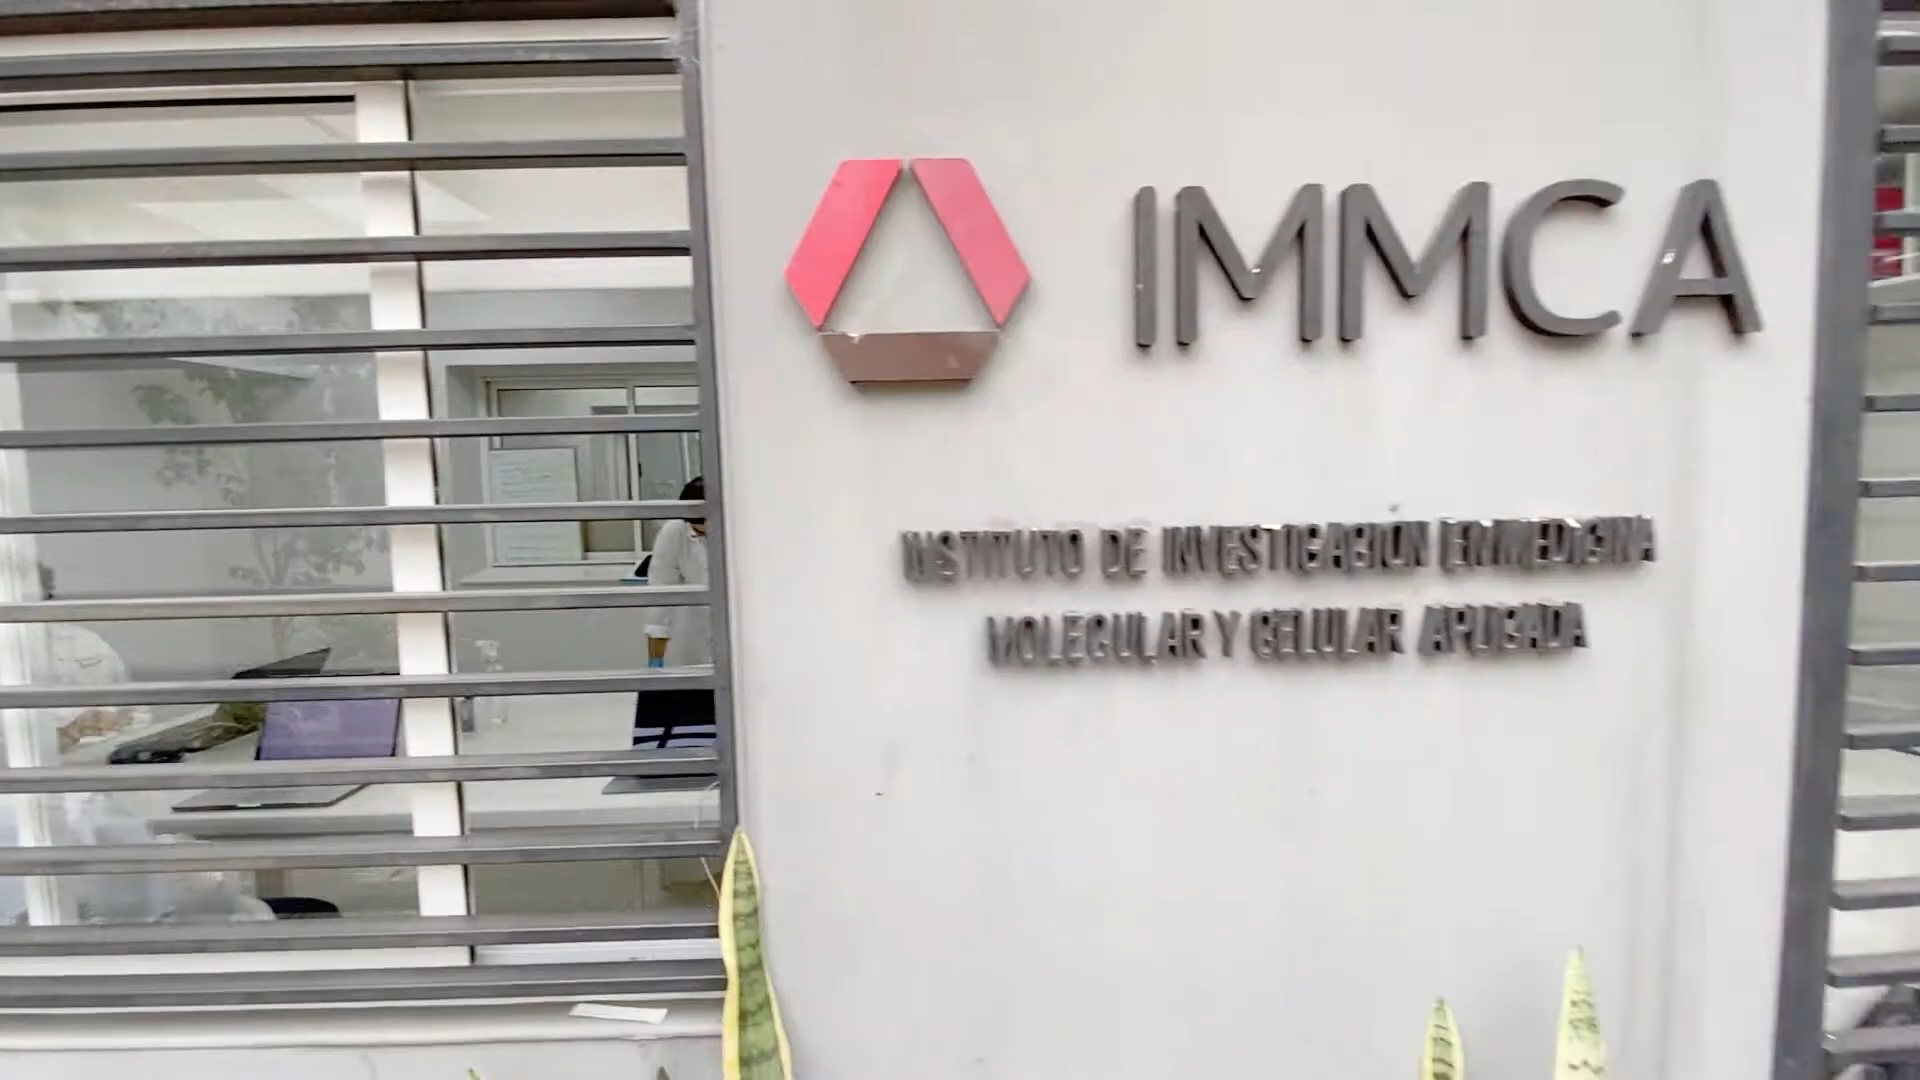 IMMCA
INSTITUTO DE INVESTIGACIÓN EN MEDICINA
MOLECULAR Y CELULAR APLICADA